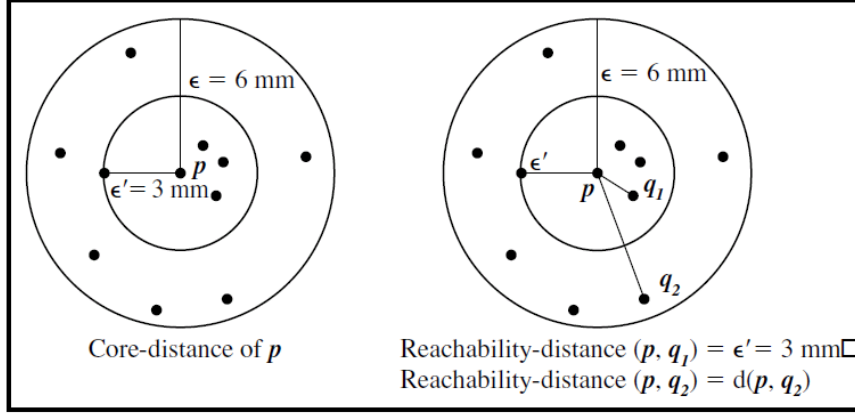 ϵ = 6 mm
p
ϵ′= 3 mm
Core-distance of p
ϵ = 6 mm
ϵ′
p
q₁
q₂
Reachability-distance (p, q₁) = ϵ′= 3 mm□
Reachability-distance (p, q₂) = d(p, q₂)